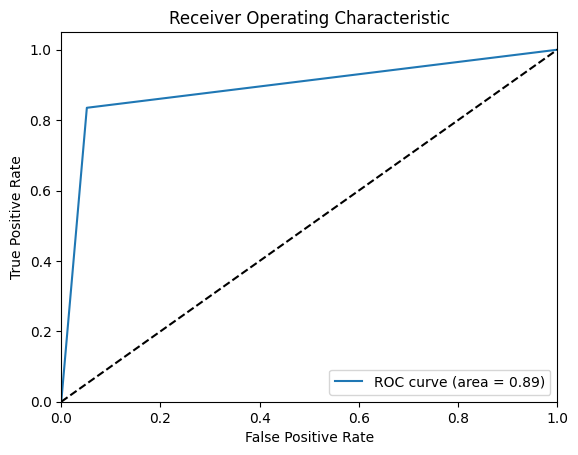 Receiver Operating Characteristic
1.0
0.8
0.6
0.4
0.2
0.0
True Positive Rate
ROC curve (area = 0.89)
0.0 0.2 0.4 0.6 0.8 1.0
False Positive Rate